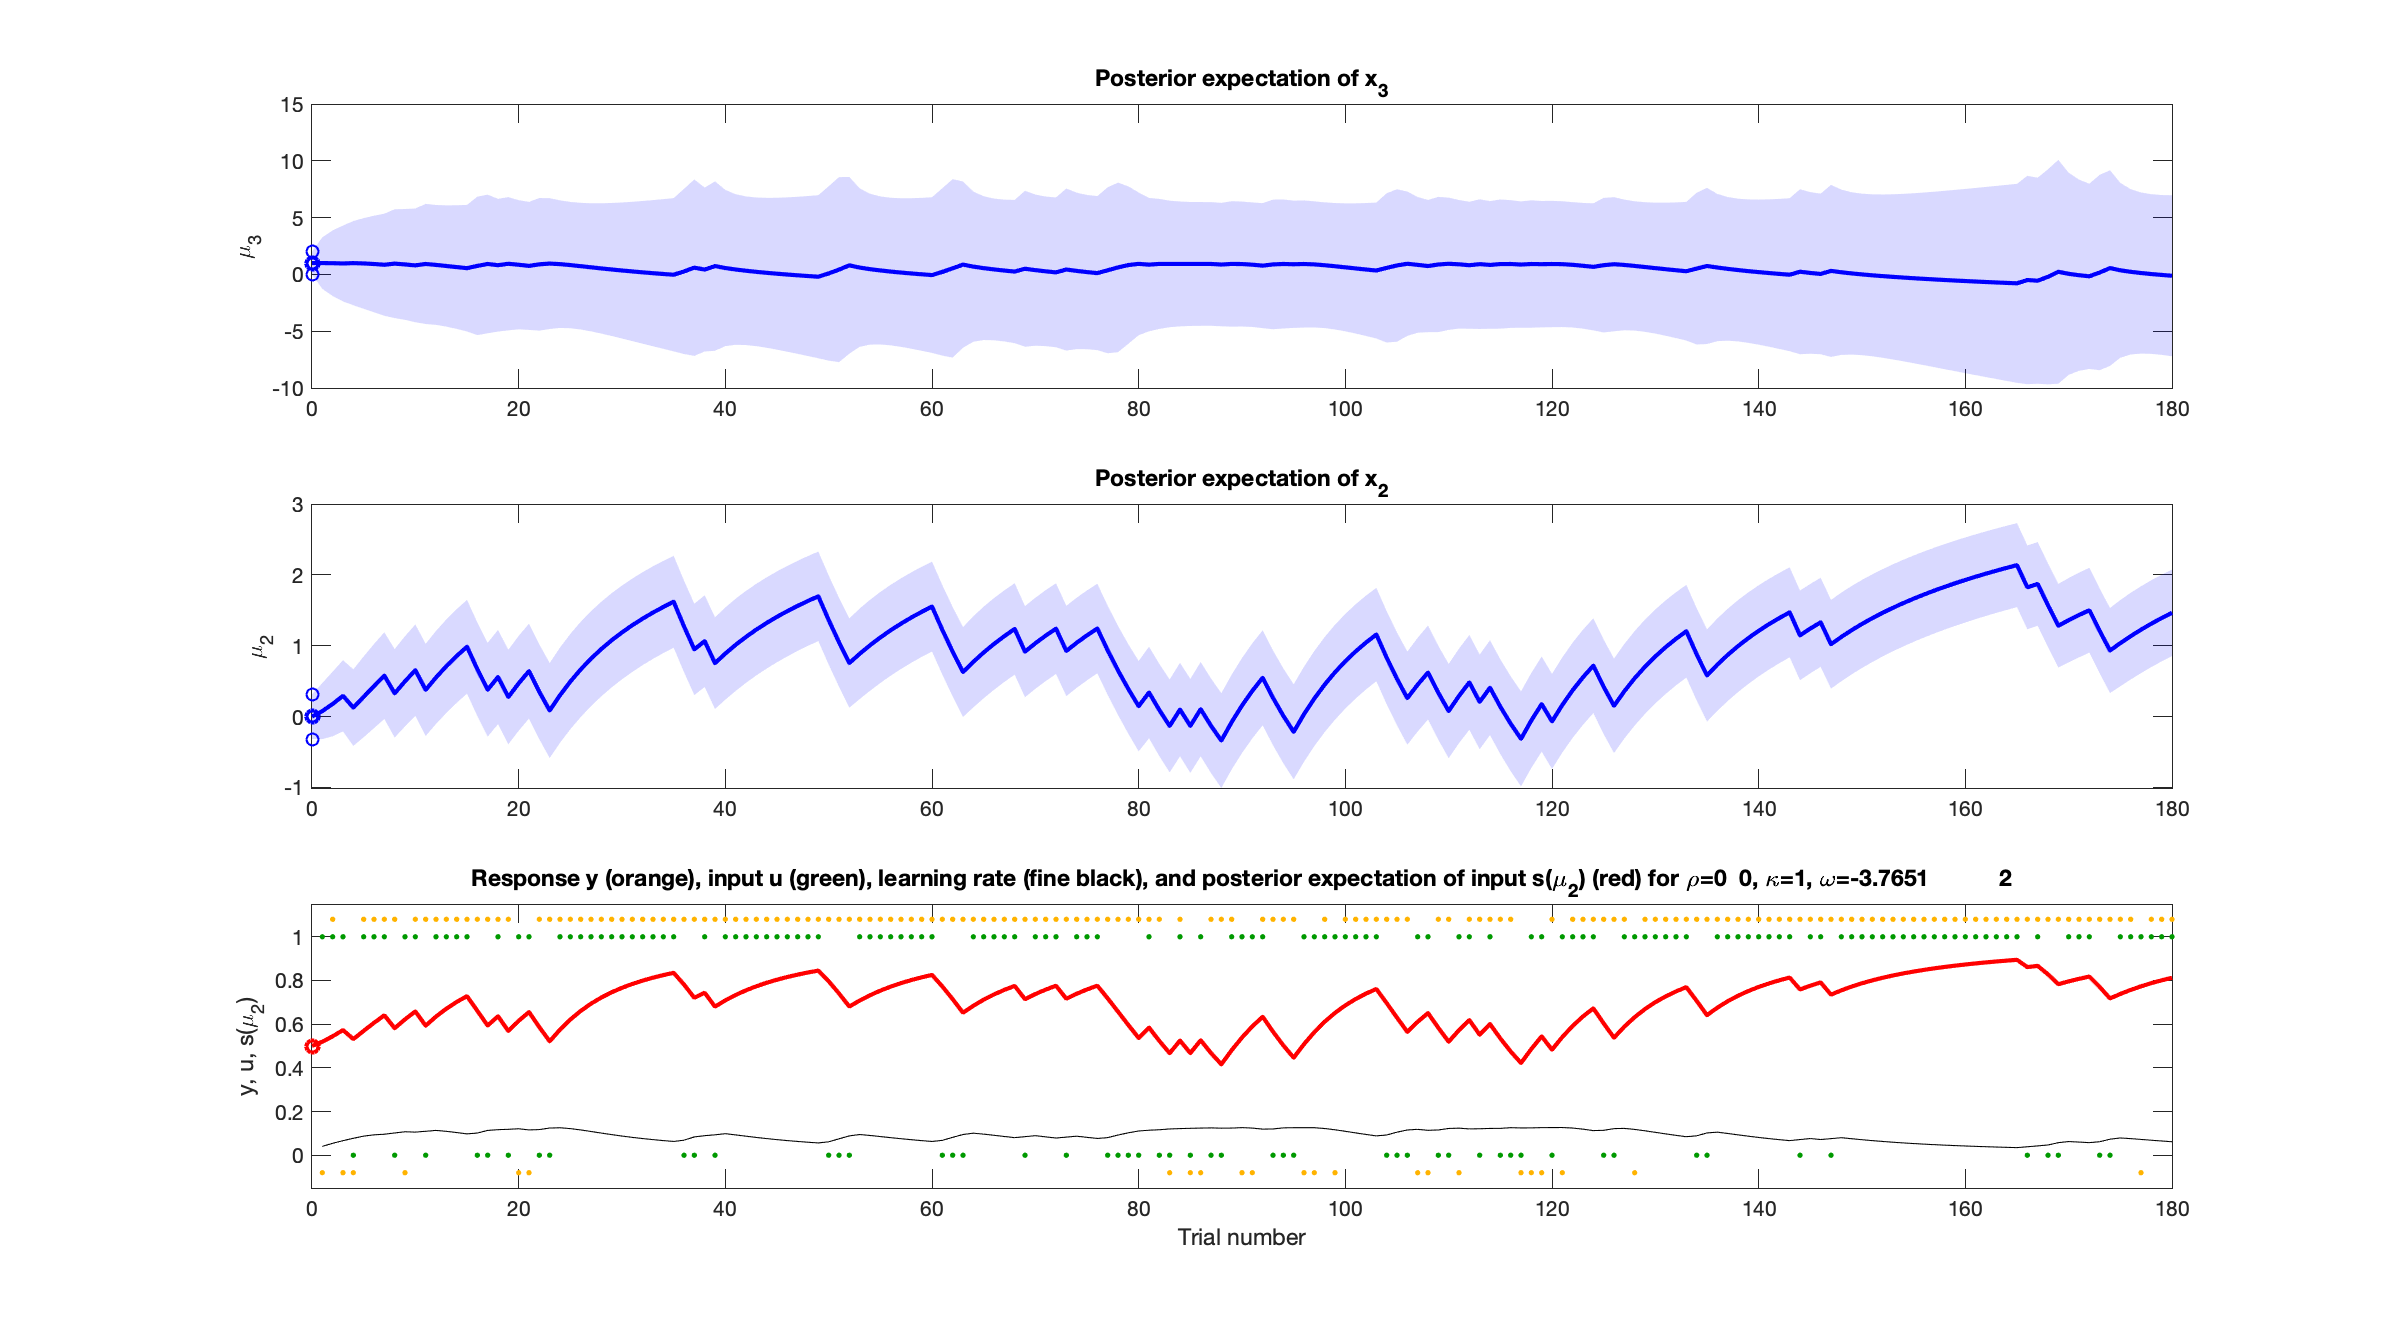 Posterior expectation of x3
15
10
5
0
-5
-10
μ3
0 20 40 60 80 100 120 140 160 180
Posterior expectation of x2
3
2
1
0
-1
μ2
0 20 40 60 80 100 120 140 160 180
Response y (orange), input u (green), learning rate (fine black), and posterior expectation of input s(μ2) (red) for ρ=0 0, κ=1, ω=-3.7651 2
1
0.8
0.6
0.4
0.2
0
y, u, s(μ2)
0 20 40 60 80 100 120 140 160 180
Trial number